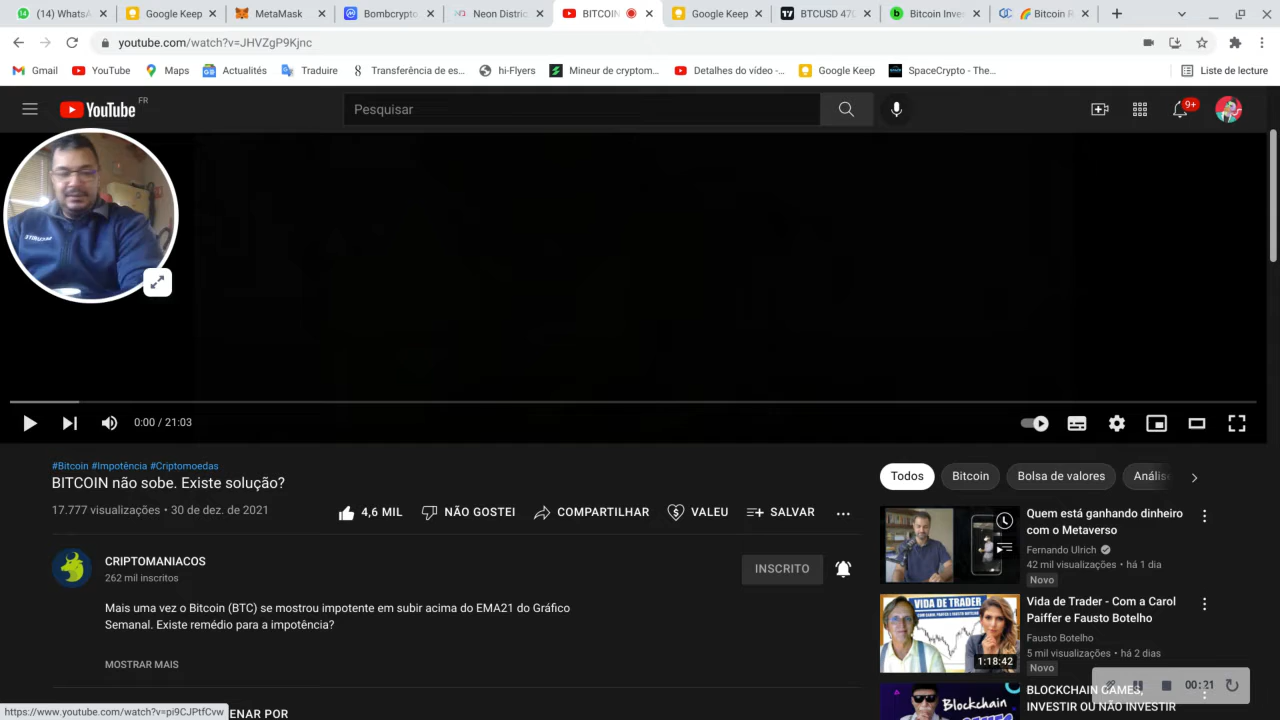 (14) WhatsA
Google Keep
MetaMask
Bombcrypto
Neon Distric
BITCOIN
Google Keep
BTCUSD 470
Bitcoin Inves
Bitcoin R
youtube.com/watch?v=JHVZgP9Kjnc
Gmail
YouTube
Maps
Actualités
Traduire
Transferência de es...
hi-Flyers
Mineur de cryptom...
Detalhes do vídeo -...
Google Keep
SpaceCrypto - The...
Liste de lecture
YouTube FR
Pesquisar
9+
0:00 / 21:03
#Bitcoin #Impotência #Criptomoedas
BITCOIN não sobe. Existe solução?
17.777 visualizações • 30 de dez. de 2021
4,6 MIL
NÃO GOSTEI
COMPARTILHAR
VALEU
SALVAR
CRIPTOMANIACOS
262 mil inscritos
INSCRITO
Mais uma vez o Bitcoin (BTC) se mostrou impotente em subir acima do EMA21 do Gráfico
Semanal. Existe remédio para a impotência?
MOSTRAR MAIS
https://www.youtube.com/watch?v=pi9CJPtfCvw
ENAR POR
Todos
Bitcoin
Bolsa de valores
Anális
Quem está ganhando dinheiro
com o Metaverso
Fernando Ulrich
42 mil visualizações • há 1 dia
Novo
VIDA DE TRADER
1:18:42
Vida de Trader - Com a Carol
Paiffer e Fausto Botelho
Fausto Botelho
5 mil visualizações • há 2 dias
Novo
Blockchain
BLOCKCHAIN GAMES,
INVESTIR OU NÃO INVESTIR
00:21